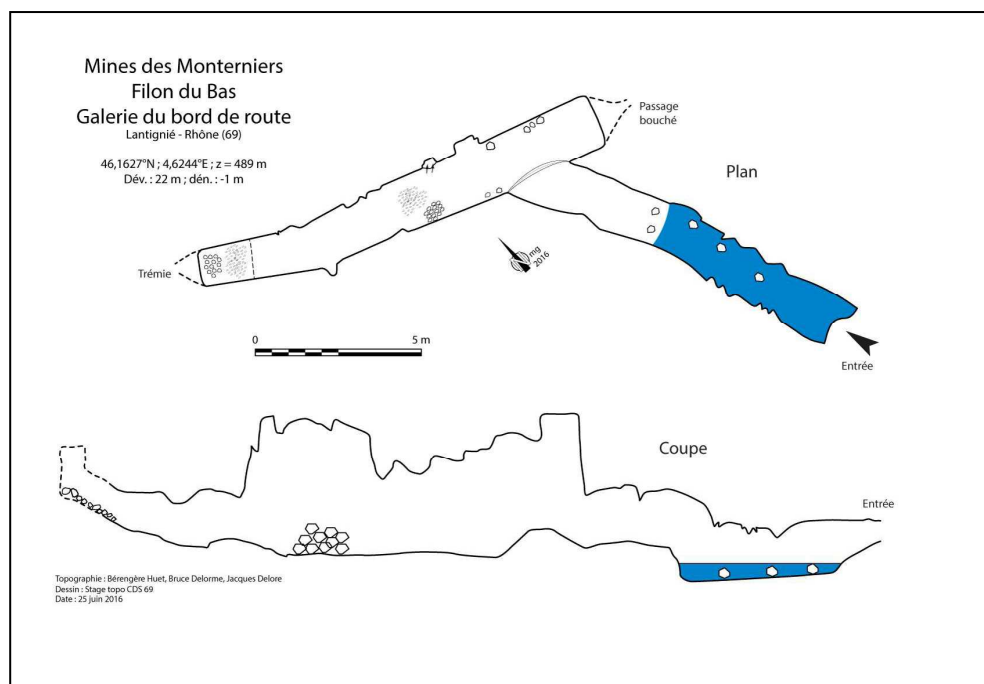 Mines des Monterniers
Filon du Bas
Galerie du bord de route
Lantignié - Rhône (69)
46,1627°N ; 4,6244°E ; z = 489 m
Dév. : 22 m ; dén. : -1 m
Passage
bouché
Plan
Trémie
mg
2016
0
5 m
Entrée
Coupe
Entrée
Topographie : Bérengère Huet, Bruce Delorme, Jacques Delore
Dessin : Stage topo CDS 69
Date : 25 juin 2016